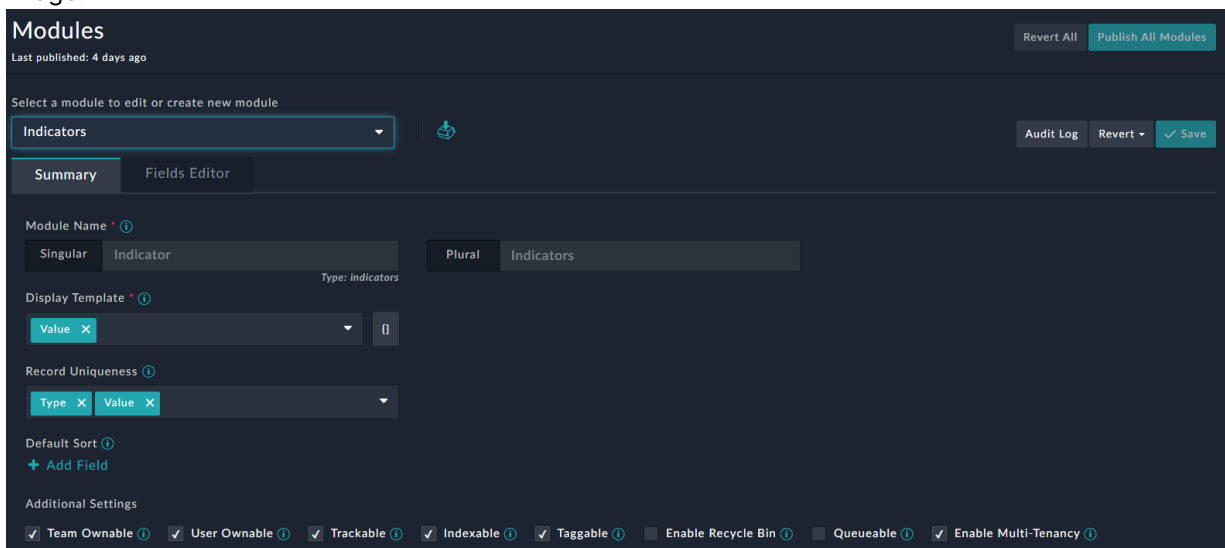 Modules
Last published: 4 days ago
Revert All
Publish All Modules
Select a module to edit or create new module
Indicators
Audit Log
Revert
Save
Summary
Fields Editor
Module Name *
Singular
Indicator
Plural
Indicators
Type: indicators
Display Template *
Value
{}
Record Uniqueness
Type
Value
Default Sort
+ Add Field
Additional Settings
Team Ownable
User Ownable
Trackable
Indexable
Taggable
Enable Recycle Bin
Queueable
Enable Multi-Tenancy